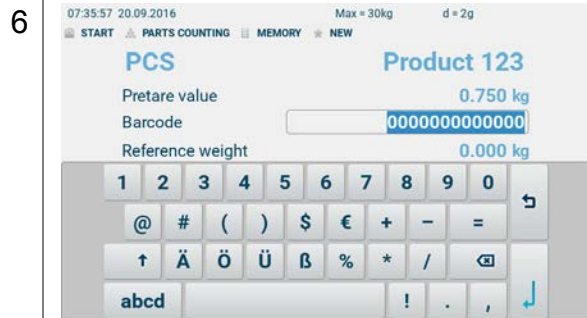 6
07:35:57 20.09.2016 Max = 30kg d = 2g
START PARTS COUNTING MEMORY NEW
PCS Product 123
Pretare value 0.750 kg
Barcode 0000000000000
Reference weight 0.000 kg
1 2 3 4 5 6 7 8 9 0
@ # ( ) $ € + − =
↑ Ä Ö Ü ß % * /
abcd ! . ,